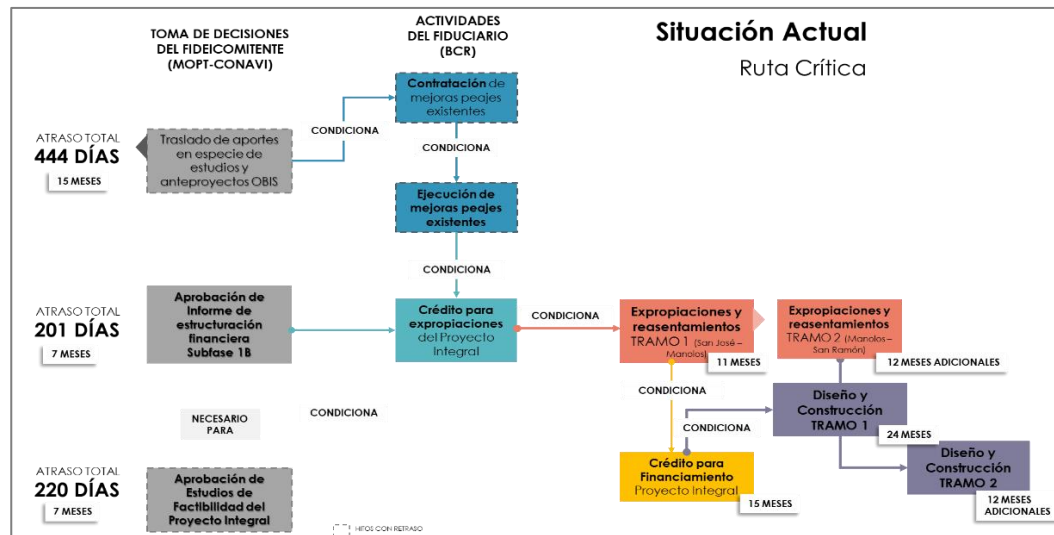 Situación Actual
Ruta Crítica
TOMA DE DECISIONES
DEL FIDEICOMITENTE
(MOPT-CONAVI)
ACTIVIDADES
DEL FIDUCIARIO
(BCR)
ATRASO TOTAL
444 DÍAS
15 MESES
Traslado de aportes
en especie de
estudios y
anteproyectos OBIS
CONDICIONA
Contratación de
mejoras peajes
existentes
CONDICIONA
Ejecución de
mejoras peajes
existentes
CONDICIONA
ATRASO TOTAL
201 DÍAS
7 MESES
Aprobación de
Informe de
estructuración
financiera
Subfase 1B
Crédito para
expropiaciones
del Proyecto
Integral
CONDICIONA
Expropiaciones y
reasentamientos
TRAMO 1 (San José –
Manolos)
11 MESES
Expropiaciones y
reasentamientos
TRAMO 2 (Manolos –
San Ramón)
12 MESES ADICIONALES
CONDICIONA
Diseño y
Construcción
TRAMO 1
24 MESES
NECESARIO
PARA
CONDICIONA
CONDICIONA
ATRASO TOTAL
220 DÍAS
7 MESES
Aprobación de
Estudios de
Factibilidad del
Proyecto Integral
Crédito para
Financiamiento
Proyecto Integral
15 MESES
Diseño y
Construcción
TRAMO 2
12 MESES
ADICIONALES
HITOS CON RETRASO